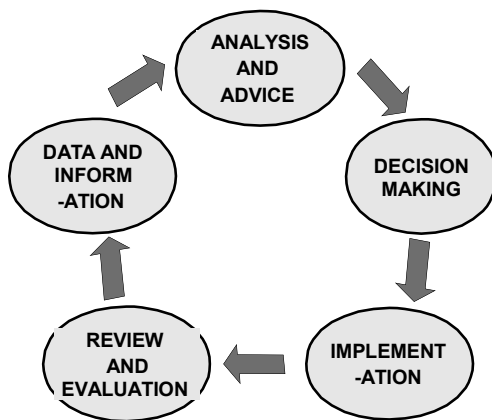 ANALYSIS
AND
ADVICE
DECISION
MAKING
IMPLEMENT
-ATION
REVIEW
AND
EVALUATION
DATA AND
INFORM
-ATION